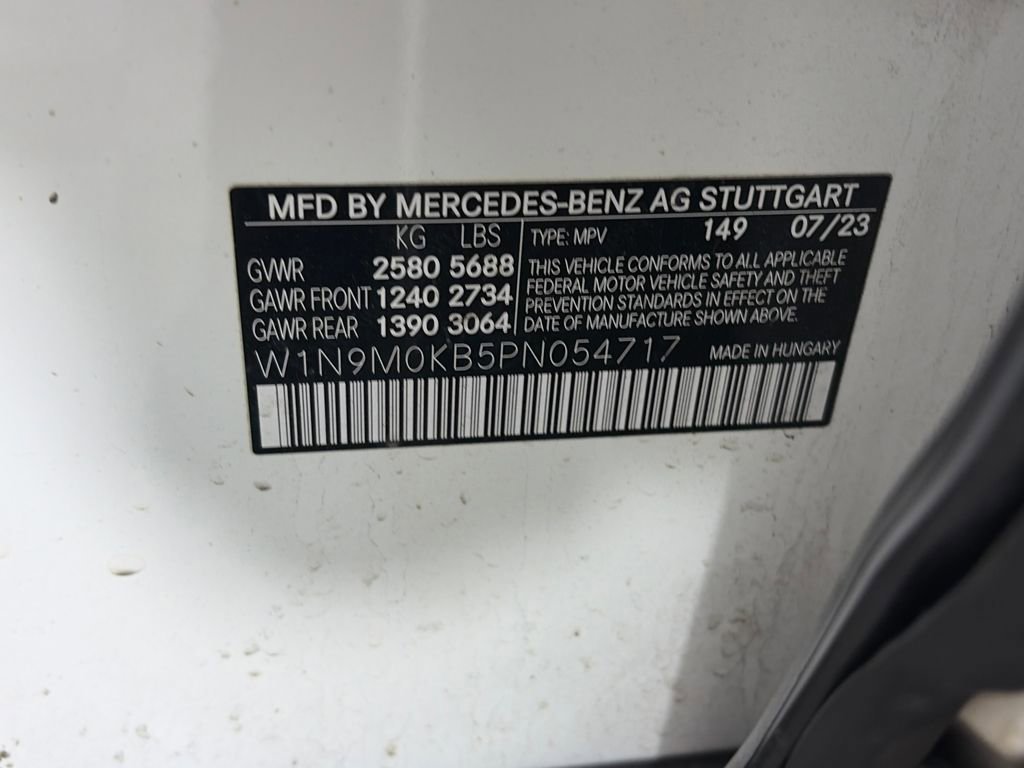 MFD BY MERCEDES-BENZ AG STUTTGART
KG LBS
GVWR 2580 5688
GAWR FRONT 1240 2734
GAWR REAR 1390 3064
TYPE: MPV 149 07/23
THIS VEHICLE CONFORMS TO ALL APPLICABLE
FEDERAL MOTOR VEHICLE SAFETY AND THEFT
PREVENTION STANDARDS IN EFFECT ON THE
DATE OF MANUFACTURE SHOWN ABOVE.
W1N9M0KB5PN054717 MADE IN HUNGARY